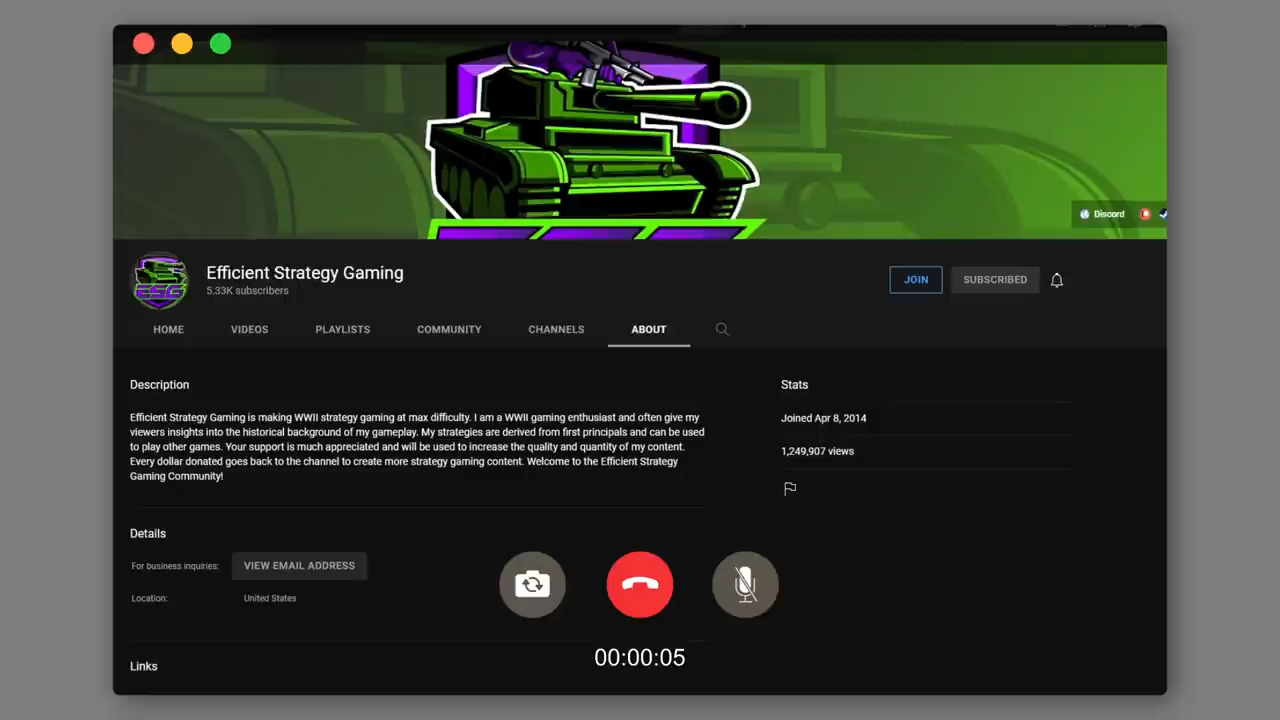 Discord
Efficient Strategy Gaming
5.33K subscribers
JOIN
SUBSCRIBED
HOME
VIDEOS
PLAYLISTS
COMMUNITY
CHANNELS
ABOUT
Description
Efficient Strategy Gaming is making WWII strategy gaming at max difficulty. I am a WWII gaming enthusiast and often give my
viewers insights into the historical background of my gameplay. My strategies are derived from first principals and can be used
to play other games. Your support is much appreciated and will be used to increase the quality and quantity of my content.
Every dollar donated goes back to the channel to create more strategy gaming content. Welcome to the Efficient Strategy
Gaming Community!
Stats
Joined Apr 8, 2014
1,249,907 views
Details
For business inquiries:
VIEW EMAIL ADDRESS
Location:
United States
00:00:05
Links
ESG